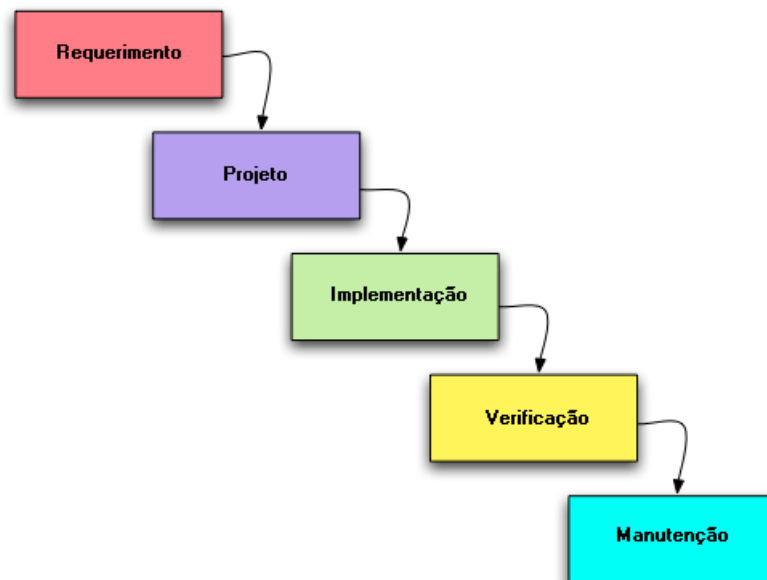 Requerimento
Projeto
Implementação
Verificação
Manutenção